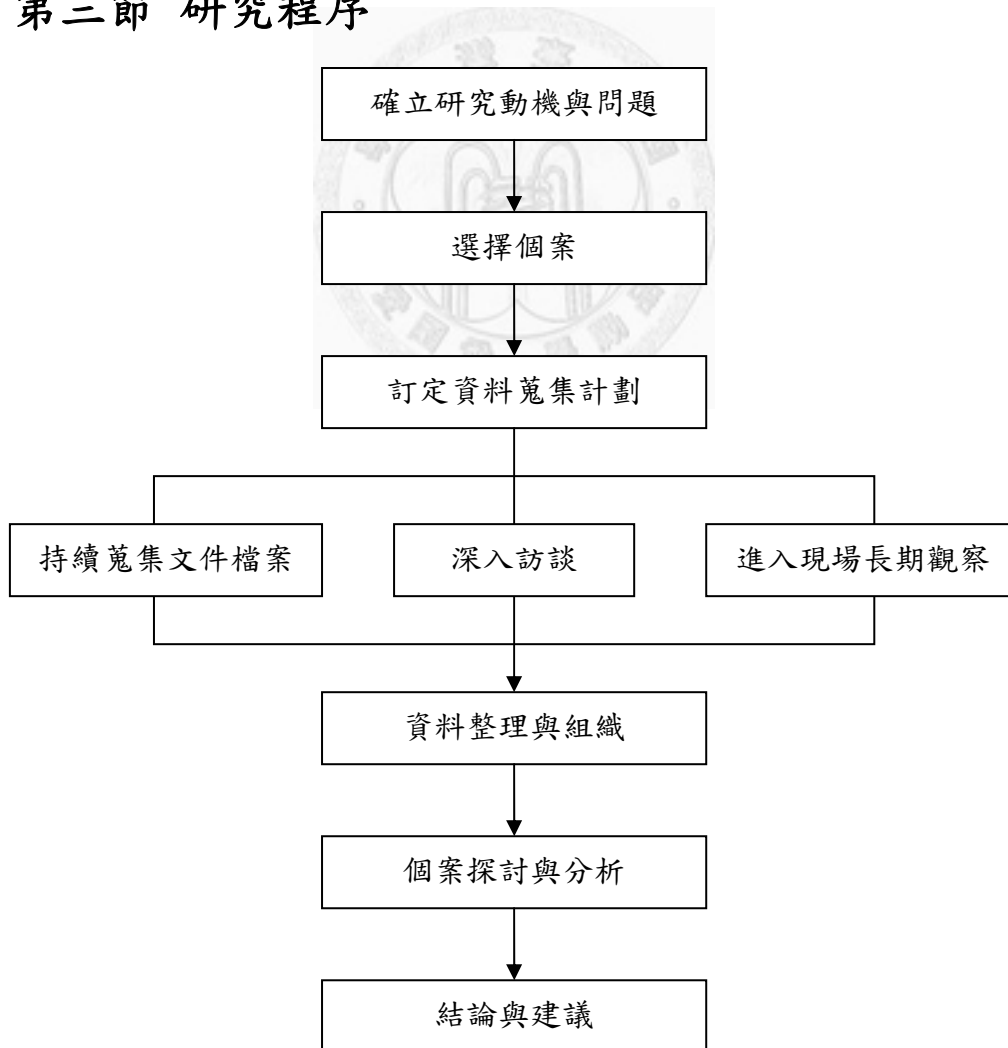 第三節 研究程序
確立研究動機與問題
選擇個案
訂定資料蒐集計劃
持續蒐集文件檔案
深入訪談
進入現場長期觀察
資料整理與組織
個案探討與分析
結論與建議